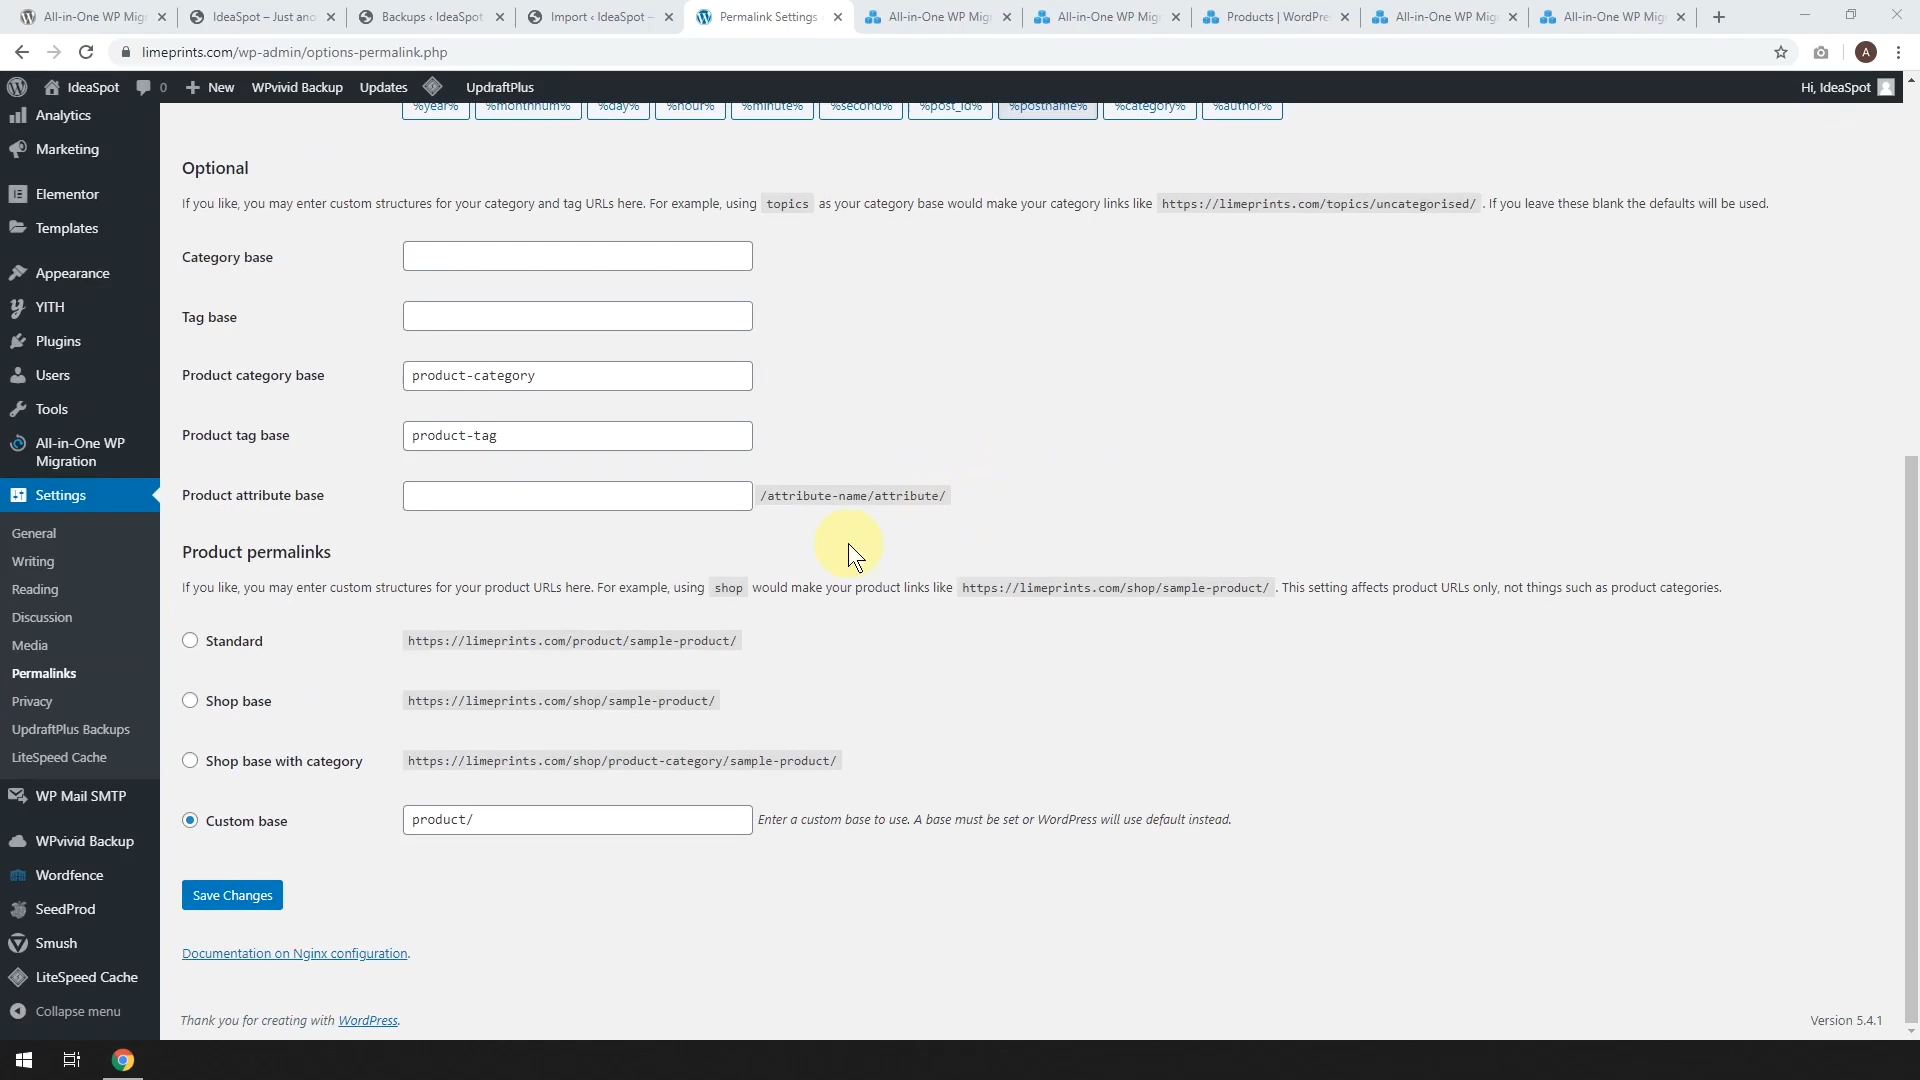 All-in-One WP Mig
IdeaSpot – Just ano
Backups ‹ IdeaSpot
Import ‹ IdeaSpot —
Permalink Settings
All-in-One WP Mig
All-in-One WP Mig
Products | WordPre
All-in-One WP Mig
All-in-One WP Mig
limeprints.com/wp-admin/options-permalink.php
A
IdeaSpot
0
New
WPvivid Backup
Updates
UpdraftPlus
Hi, IdeaSpot
%year%
%monthnum%
%day%
%hour%
%minute%
%second%
%post_id%
%postname%
%category%
%author%
Analytics
Marketing
Elementor
Templates
Appearance
YITH
Plugins
Users
Tools
All-in-One WP
Migration
Settings
General
Writing
Reading
Discussion
Media
Permalinks
Privacy
UpdraftPlus Backups
LiteSpeed Cache
WP Mail SMTP
WPvivid Backup
Wordfence
SeedProd
Smush
LiteSpeed Cache
Collapse menu
Optional
If you like, you may enter custom structures for your category and tag URLs here. For example, using topics as your category base would make your category links like https://limeprints.com/topics/uncategorised/ . If you leave these blank the defaults will be used.
Category base
Tag base
Product category base
product-category
Product tag base
product-tag
Product attribute base
/attribute-name/attribute/
Product permalinks
If you like, you may enter custom structures for your product URLs here. For example, using shop would make your product links like https://limeprints.com/shop/sample-product/ . This setting affects product URLs only, not things such as product categories.
Standard
https://limeprints.com/product/sample-product/
Shop base
https://limeprints.com/shop/sample-product/
Shop base with category
https://limeprints.com/shop/product-category/sample-product/
Custom base
product/
Enter a custom base to use. A base must be set or WordPress will use default instead.
Save Changes
Documentation on Nginx configuration.
Thank you for creating with WordPress.
Version 5.4.1